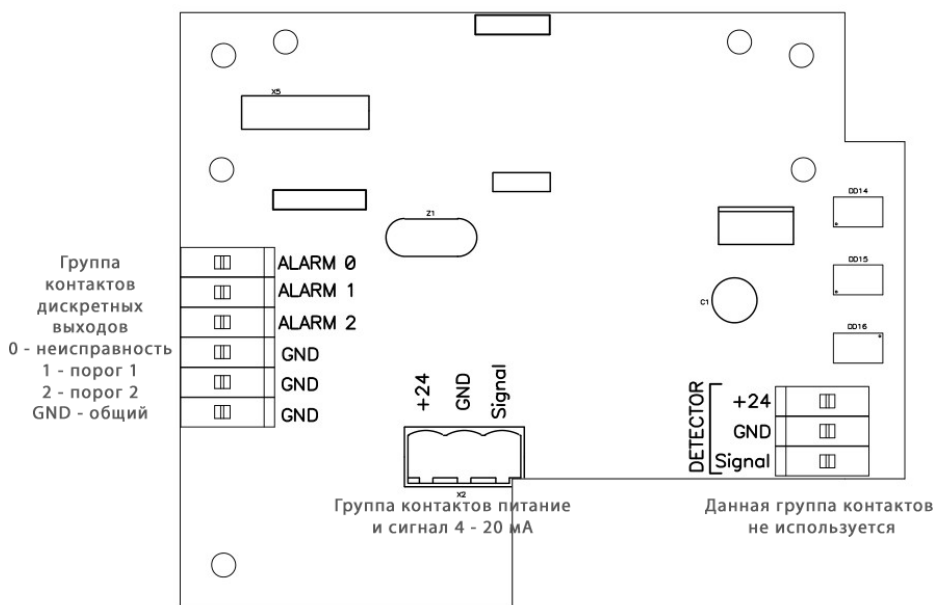 X5
Z1
DD14
DD15
DD16
C1
ALARM 0
ALARM 1
ALARM 2
GND
GND
GND
Группа
контактов
дискретных
выходов
0 - неисправность
1 - порог 1
2 - порог 2
GND - общий
+24
GND
Signal
X2
Группа контактов питание
и сигнал 4 - 20 мА
DETECTOR
+24
GND
Signal
Данная группа контактов
не используется